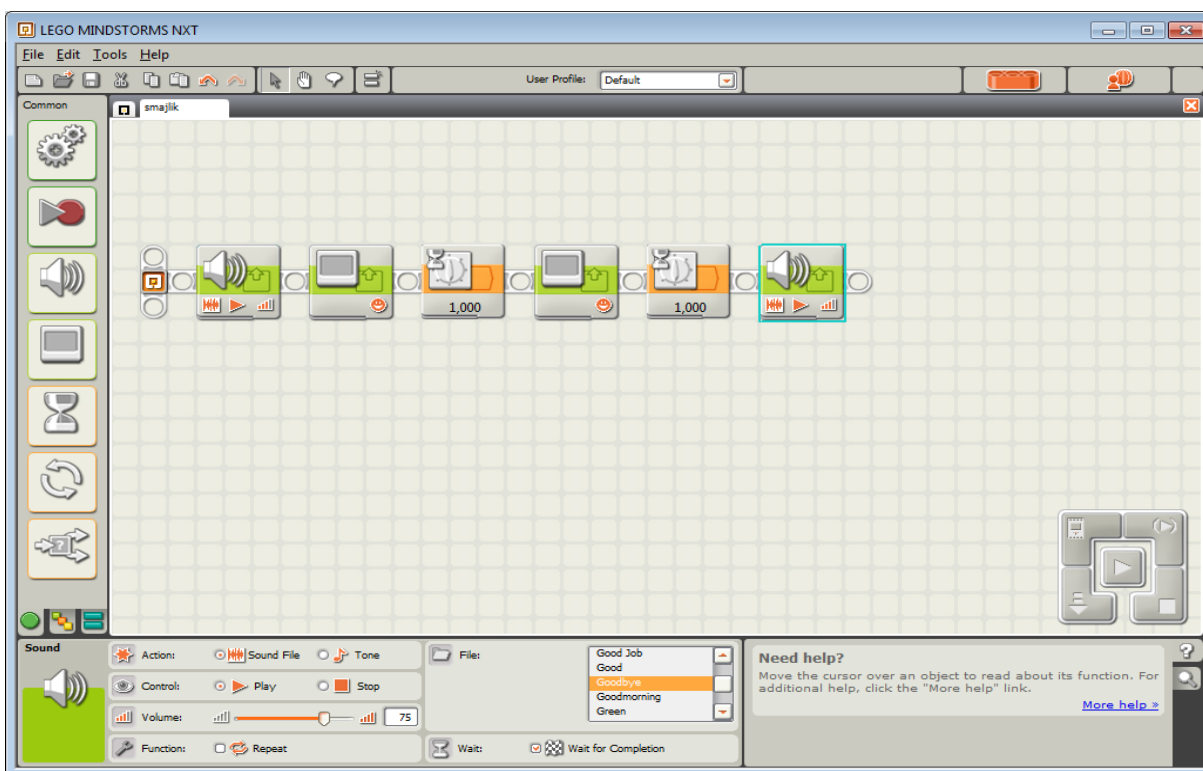 LEGO MINDSTORMS NXT
File Edit Tools Help
User Profile: Default
Common
smajlik
1,000
1,000
Sound
Action: Sound File Tone
Control: Play Stop
Volume: 75
Function: Repeat
File:
Good Job
Good
Goodbye
Goodmorning
Green
Wait: Wait for Completion
Need help?
Move the cursor over an object to read about its function. For
additional help, click the "More help" link.
More help »